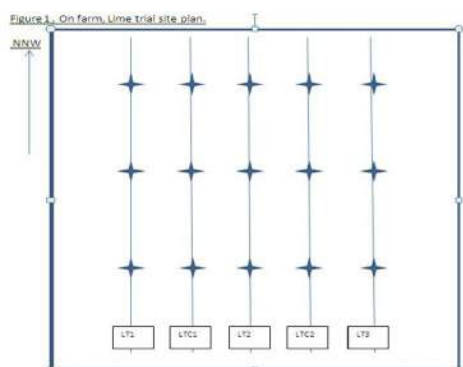 Figure 1. On farm, Lime trial site plan.
NNW
LT1 LTC1 LT2 LTC2 LT3